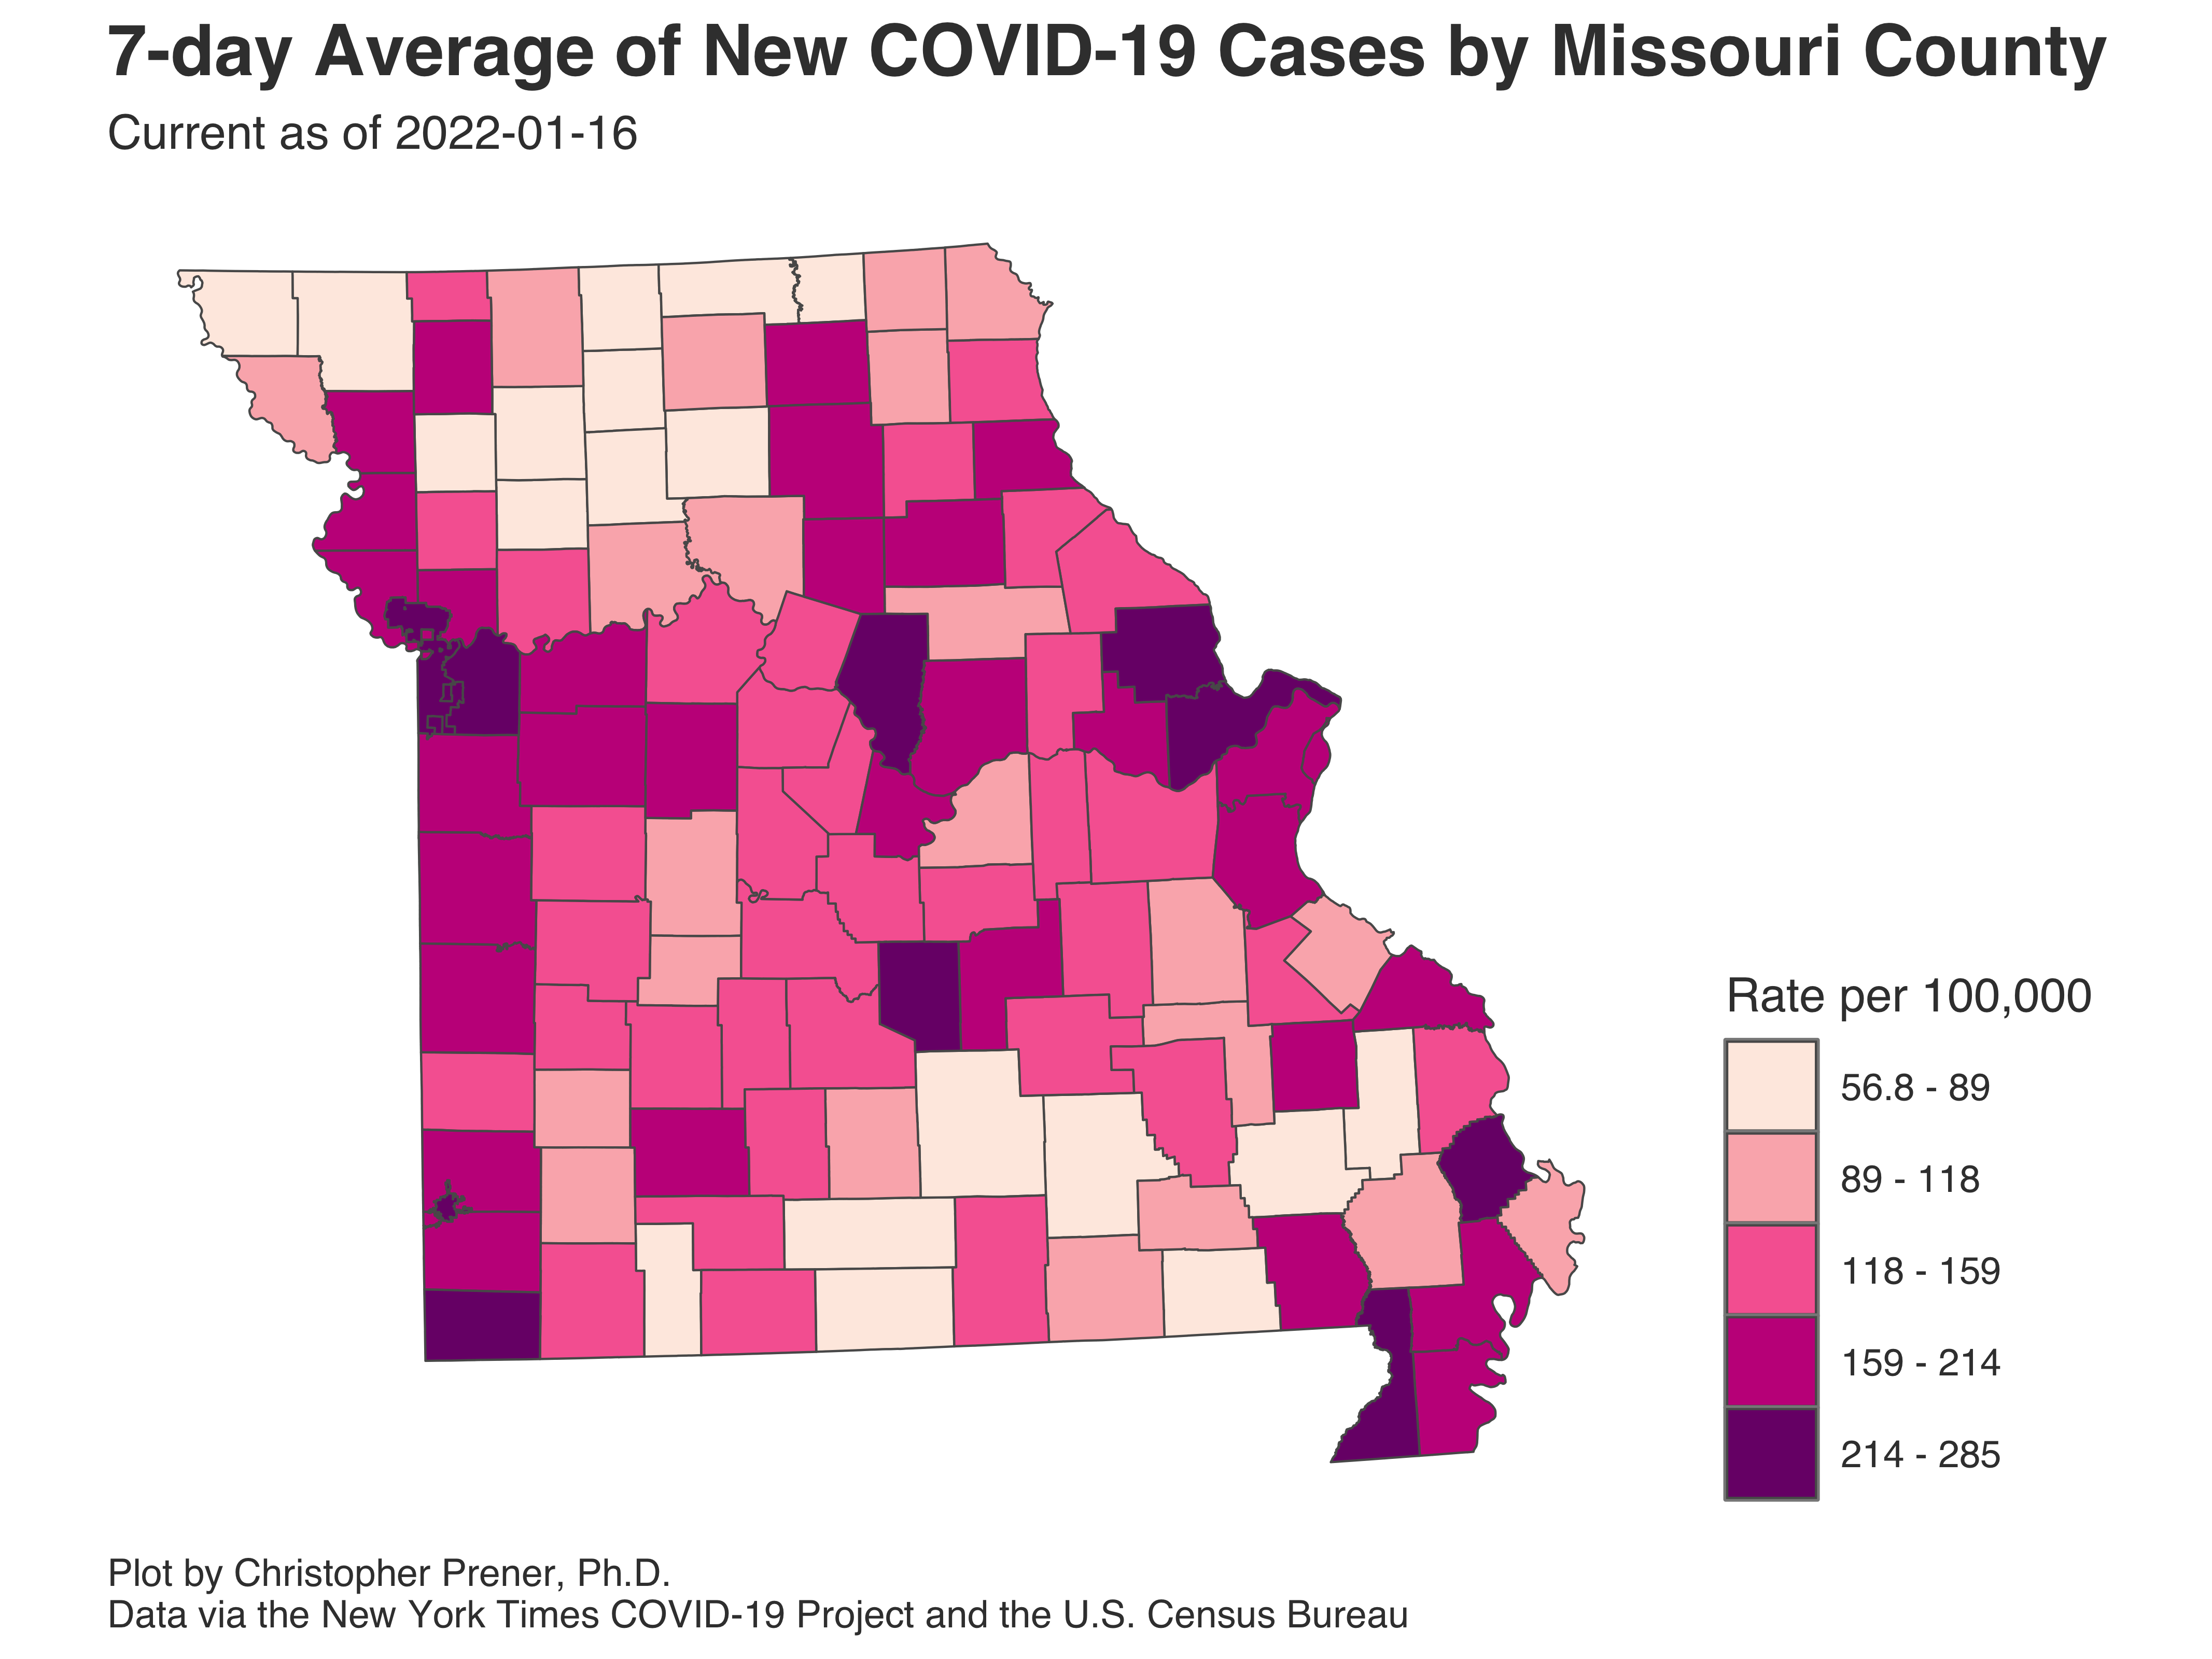 7-day Average of New COVID-19 Cases by Missouri County
Current as of 2022-01-16
Rate per 100,000
56.8 - 89
89 - 118
118 - 159
159 - 214
214 - 285
Plot by Christopher Prener, Ph.D.
Data via the New York Times COVID-19 Project and the U.S. Census Bureau